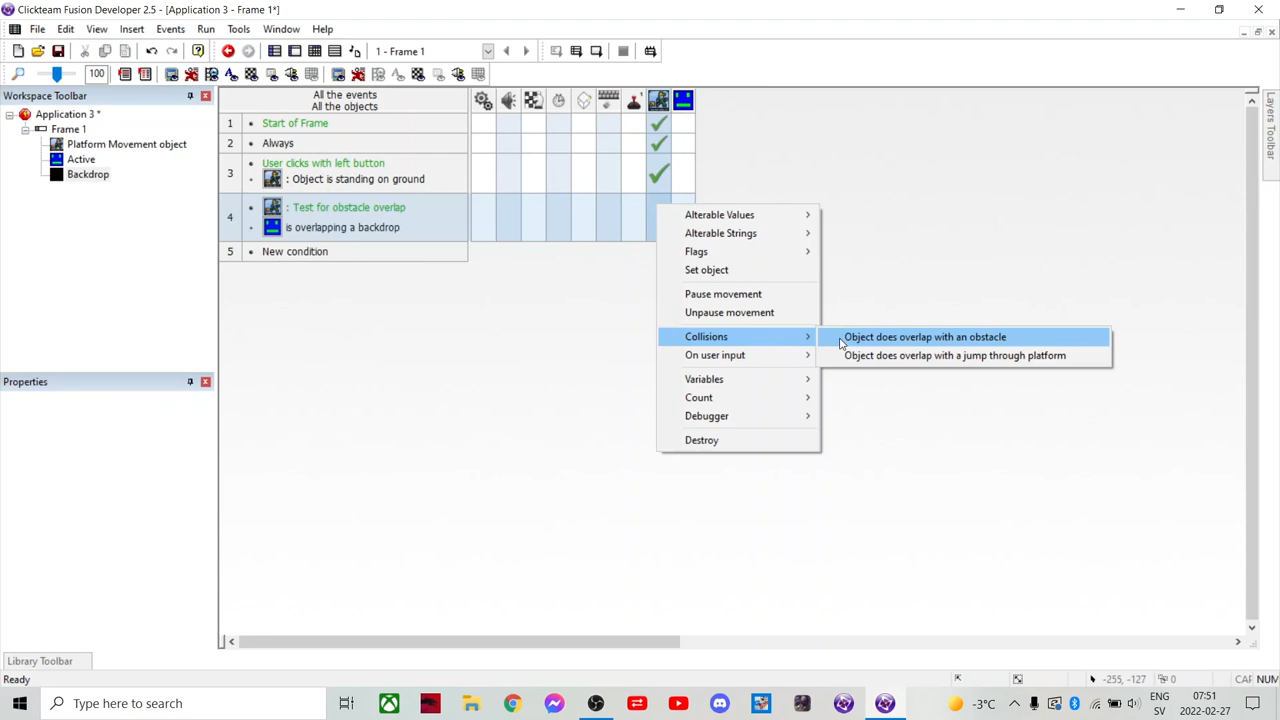 Clickteam Fusion Developer 2.5 - [Application 3 - Frame 1*]
File Edit View Insert Events Run Tools Window Help
1 - Frame 1
100
Workspace Toolbar
Application 3 *
Frame 1
Platform Movement object
Active
Backdrop
Properties
Library Toolbar
All the events
All the objects
1 • Start of Frame
2 • Always
3 • User clicks with left button
• : Object is standing on ground
4 • : Test for obstacle overlap
• is overlapping a backdrop
5 • New condition
Alterable Values
Alterable Strings
Flags
Set object
Pause movement
Unpause movement
Collisions
On user input
Variables
Count
Debugger
Destroy
Object does overlap with an obstacle
Object does overlap with a jump through platform
Layers Toolbar
Ready
-255, -127
0
CAP
NUM
Type here to search
-3°C
ENG
SV
07:51
2022-02-27